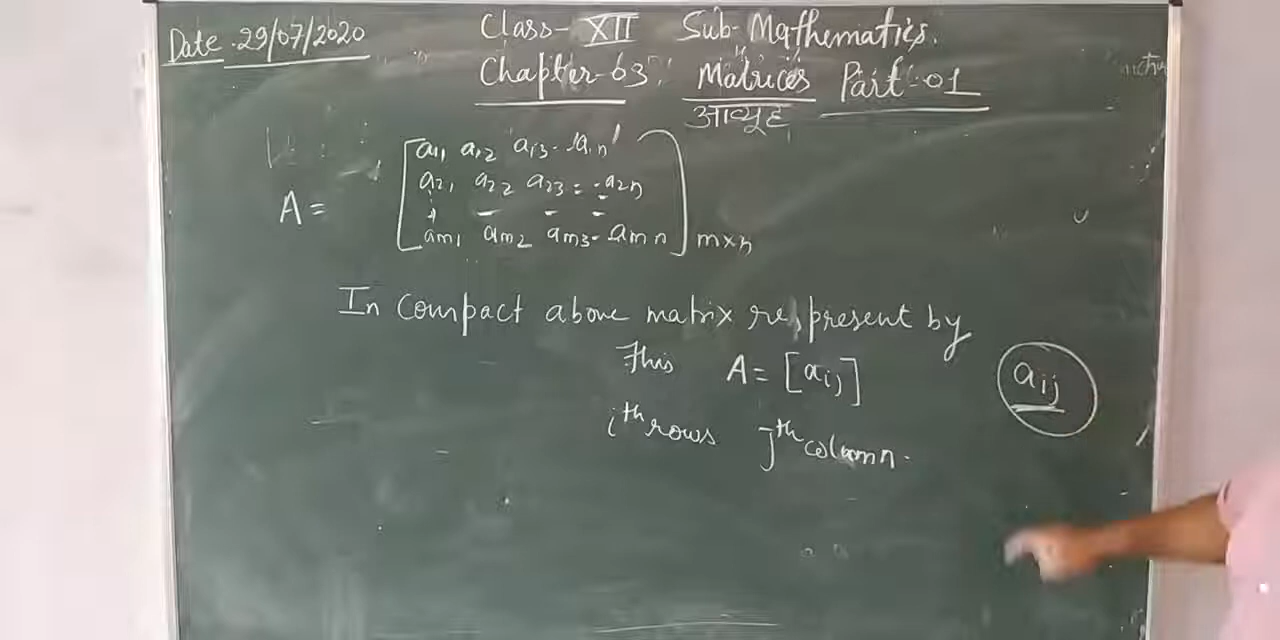 Date. 29/07/2020
Class-XII Sub-Mathematics.
Chapter-03: Matrices Part-01
आव्यूह
A = [a11 a12 a13 - a1n
a21 a22 a23 = - a2n
am1 am2 am3 - amn] m×n
In compact above matrix represent by
This A = [aij]
aij
ith rows jth column.